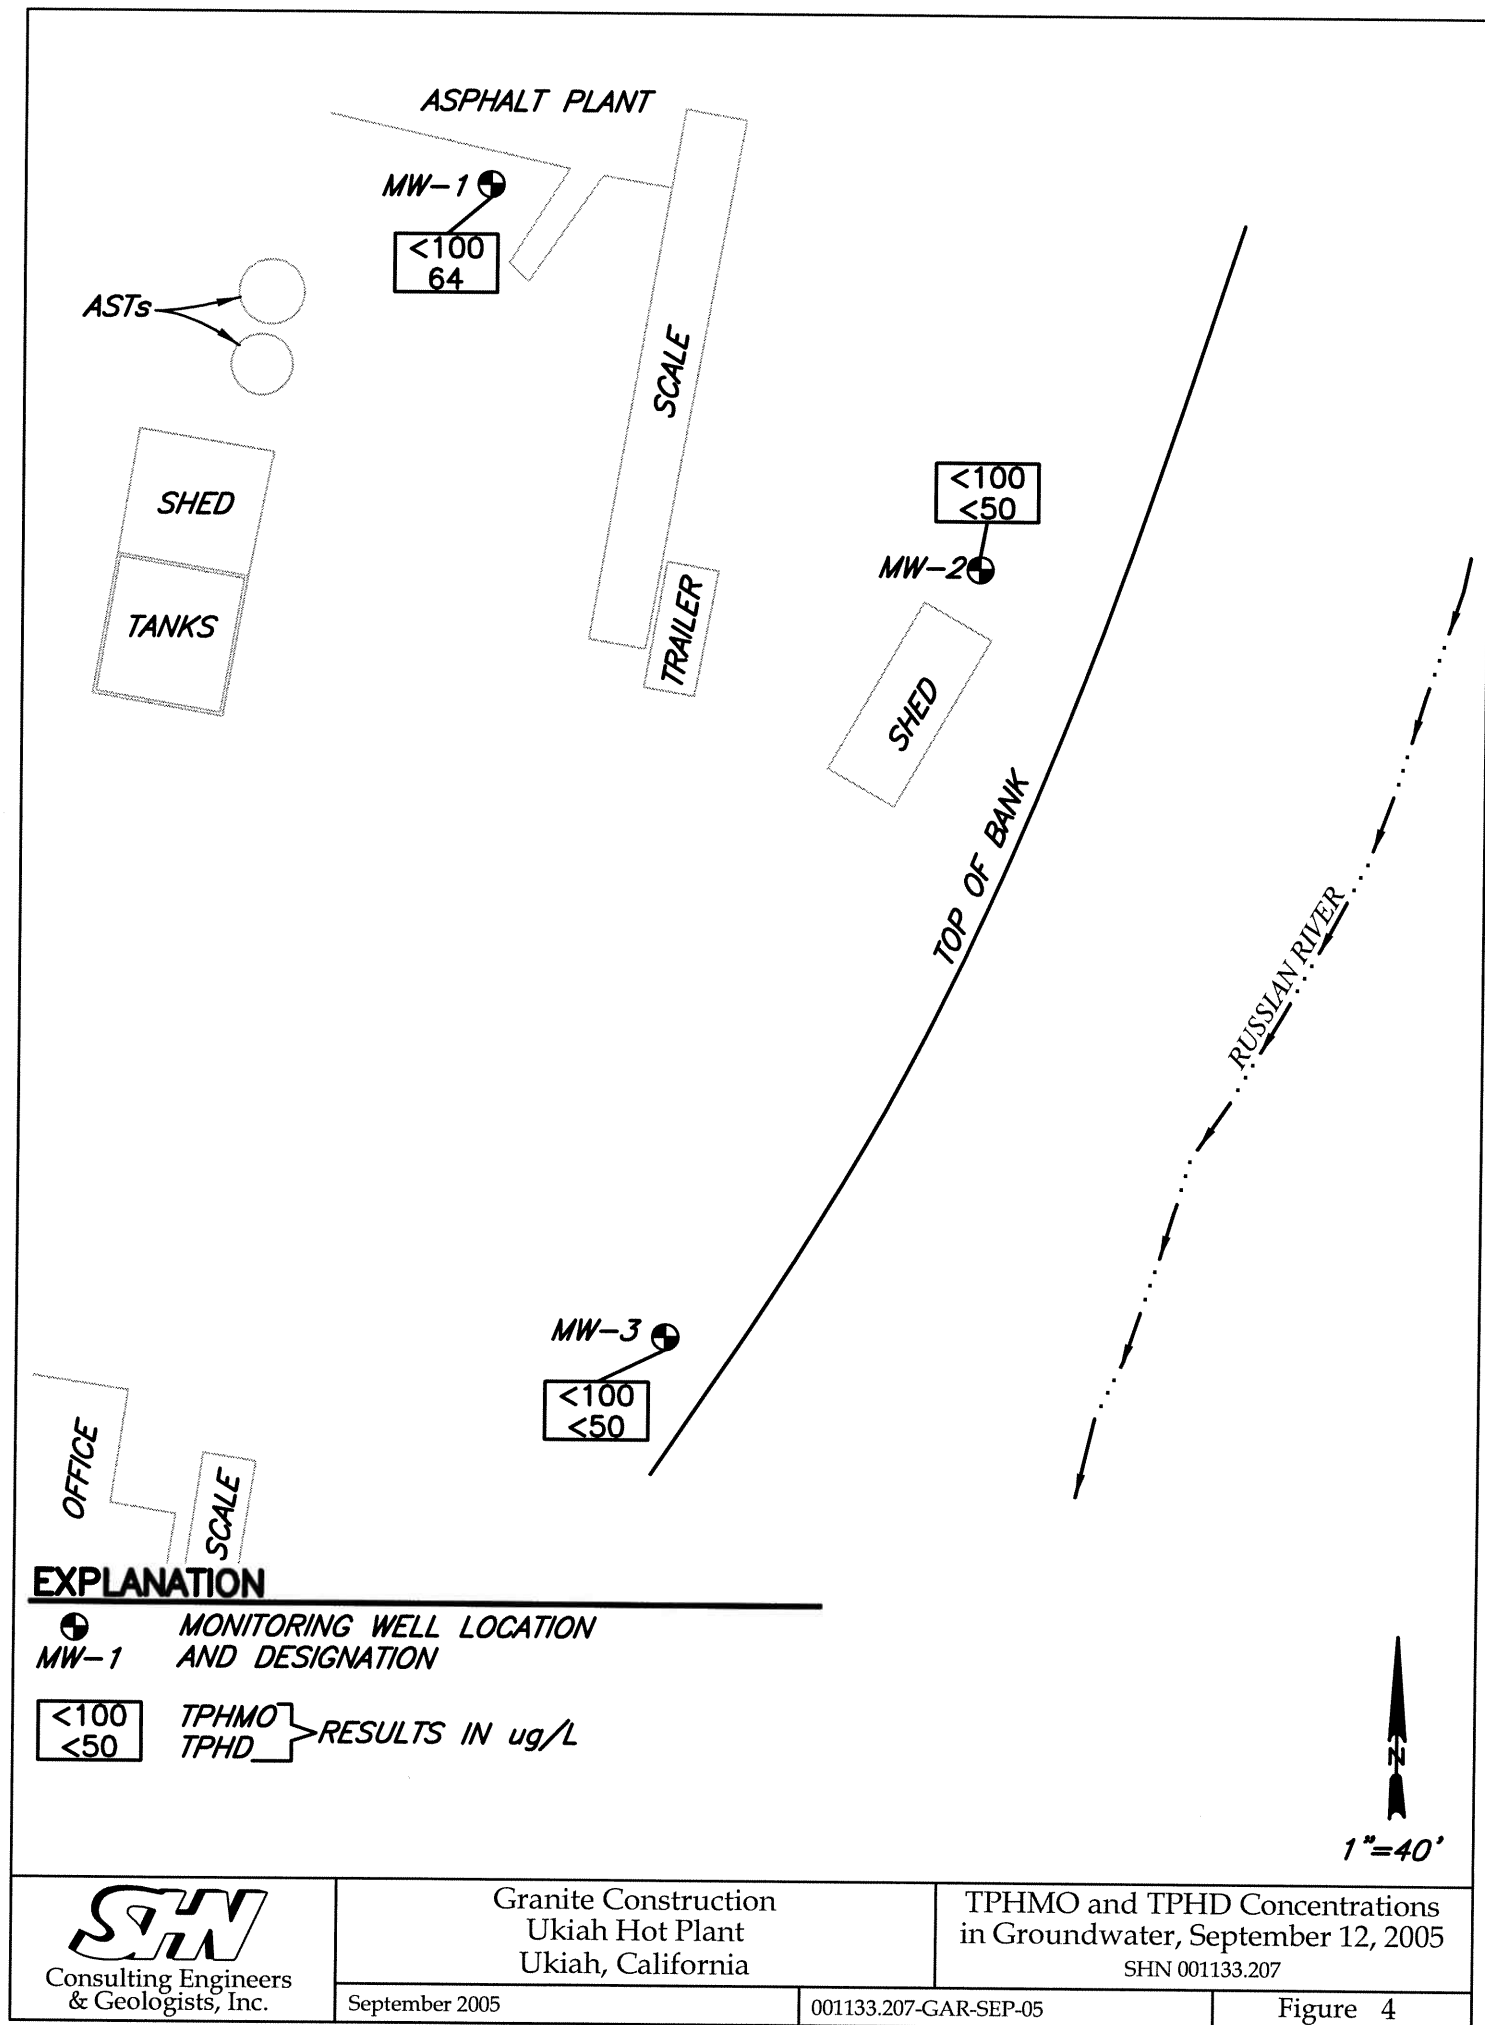 ASPHALT PLANT
MW-1
<100
64
ASTs
SCALE
SHED
TANKS
TRAILER
<100
<50
MW-2
SHED
TOP OF BANK
RUSSIAN RIVER
MW-3
<100
<50
OFFICE
SCALE
EXPLANATION
MONITORING WELL LOCATION
MW-1 AND DESIGNATION
<100 TPHMO
<50 TPHD
RESULTS IN ug/L
N
1"=40'
SHN
Consulting Engineers
& Geologists, Inc.
Granite Construction
Ukiah Hot Plant
Ukiah, California
TPHMO and TPHD Concentrations
in Groundwater, September 12, 2005
SHN 001133.207
September 2005
001133.207-GAR-SEP-05
Figure 4